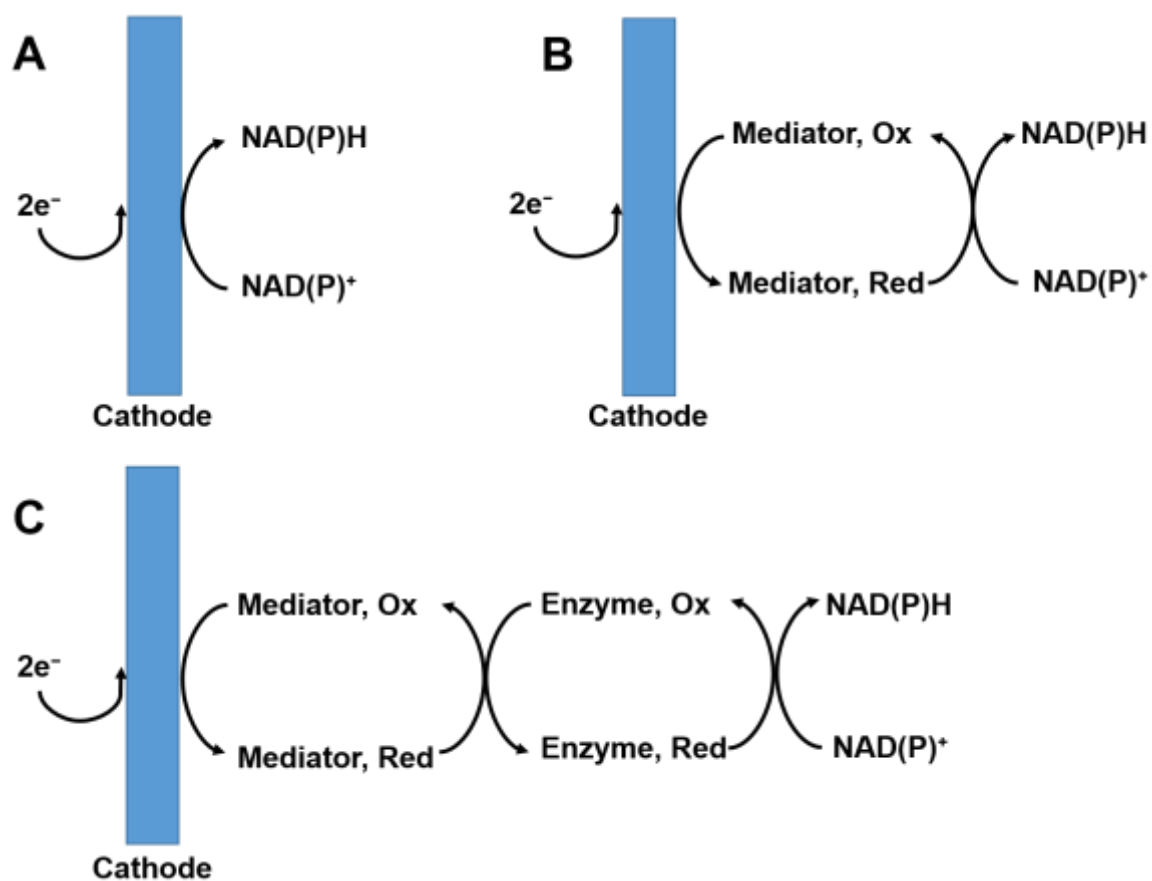 A
NAD(P)H
2e⁻
NAD(P)⁺
Cathode
B
Mediator, Ox
NAD(P)H
2e⁻
Mediator, Red
NAD(P)⁺
Cathode
C
Mediator, Ox
Enzyme, Ox
NAD(P)H
2e⁻
Mediator, Red
Enzyme, Red
NAD(P)⁺
Cathode